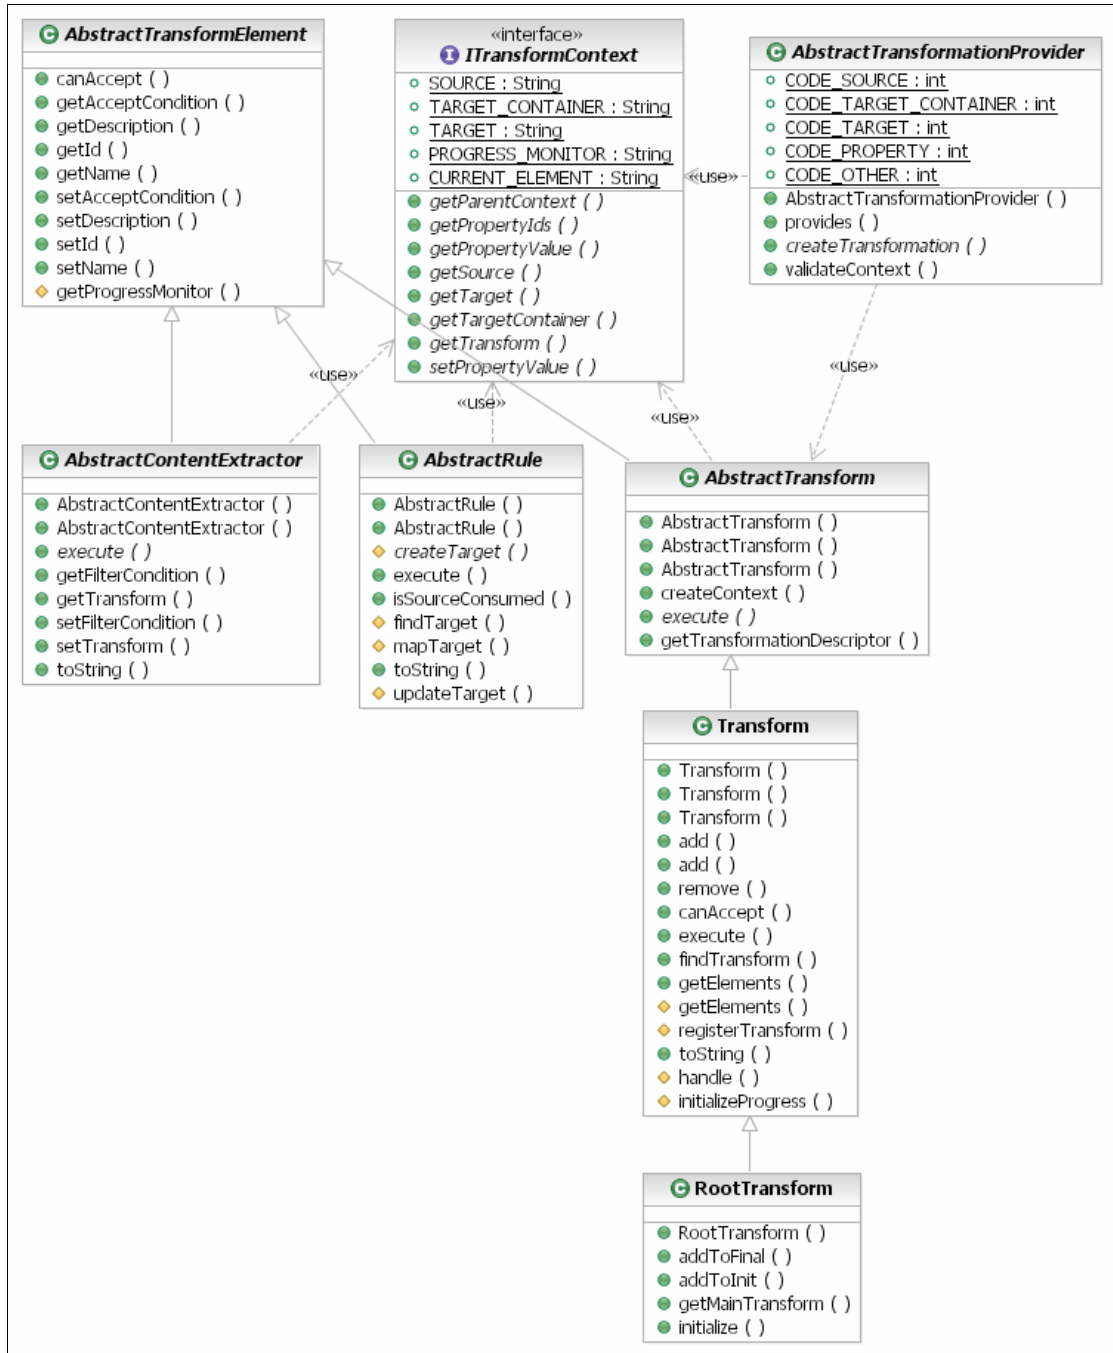 AbstractTransformElement
canAccept ( )
getAcceptCondition ( )
getDescription ( )
getId ( )
getName ( )
setAcceptCondition ( )
setDescription ( )
setId ( )
setName ( )
getProgressMonitor ( )
«interface»
ITransformContext
SOURCE : String
TARGET_CONTAINER : String
TARGET : String
PROGRESS_MONITOR : String
CURRENT_ELEMENT : String
getParentContext ( )
getPropertyIds ( )
getPropertyValue ( )
getSource ( )
getTarget ( )
getTargetContainer ( )
getTransform ( )
setPropertyValue ( )
«use»
AbstractTransformationProvider
CODE_SOURCE : int
CODE_TARGET_CONTAINER : int
CODE_TARGET : int
CODE_PROPERTY : int
CODE_OTHER : int
AbstractTransformationProvider ( )
provides ( )
createTransformation ( )
validateContext ( )
«use»
«use»
«use»
«use»
AbstractContentExtractor
AbstractContentExtractor ( )
AbstractContentExtractor ( )
execute ( )
getFilterCondition ( )
getTransform ( )
setFilterCondition ( )
setTransform ( )
toString ( )
AbstractRule
AbstractRule ( )
AbstractRule ( )
createTarget ( )
execute ( )
isSourceConsumed ( )
findTarget ( )
mapTarget ( )
toString ( )
updateTarget ( )
AbstractTransform
AbstractTransform ( )
AbstractTransform ( )
AbstractTransform ( )
createContext ( )
execute ( )
getTransformationDescriptor ( )
Transform
Transform ( )
Transform ( )
Transform ( )
add ( )
add ( )
remove ( )
canAccept ( )
execute ( )
findTransform ( )
getElements ( )
getElements ( )
registerTransform ( )
toString ( )
handle ( )
initializeProgress ( )
RootTransform
RootTransform ( )
addToFinal ( )
addToInit ( )
getMainTransform ( )
initialize ( )